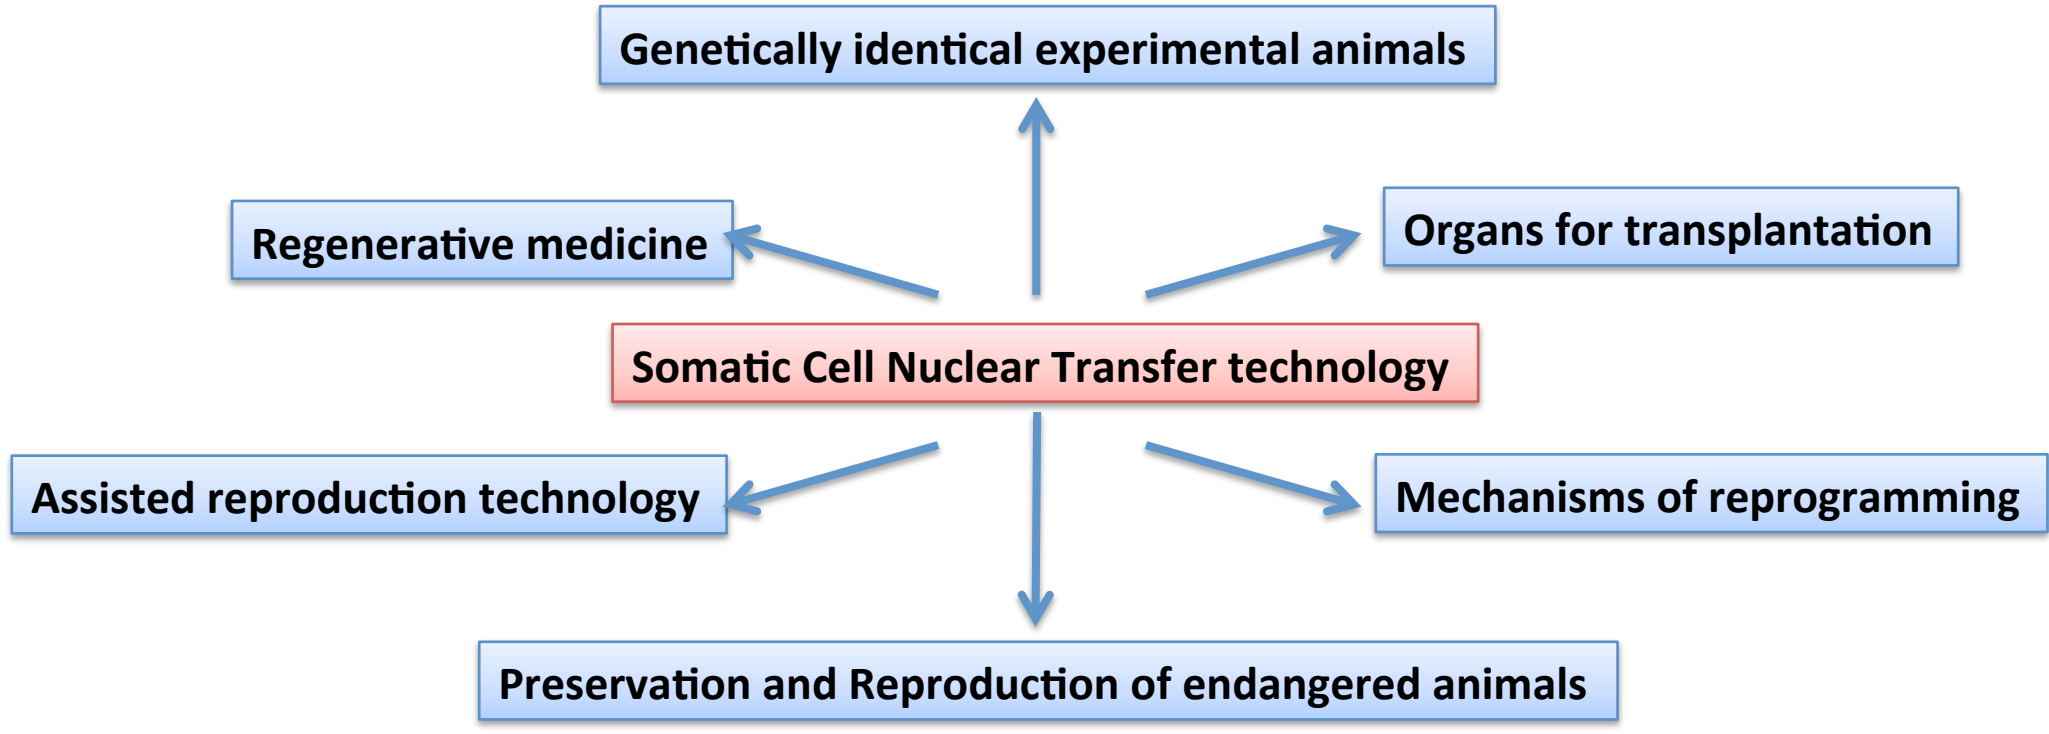 Genetically identical experimental animals
Regenerative medicine
Organs for transplantation
Somatic Cell Nuclear Transfer technology
Assisted reproduction technology
Mechanisms of reprogramming
Preservation and Reproduction of endangered animals